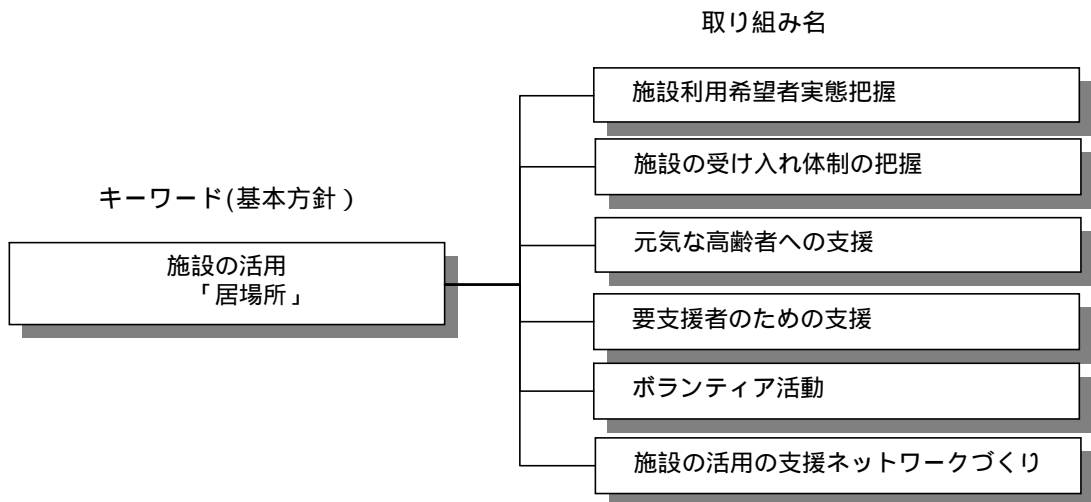 取り組み名
施設利用希望者実態把握
施設の受け入れ体制の把握
キーワード(基本方針)
元気な高齢者への支援
施設の活用
「居場所」
要支援者のための支援
ボランティア活動
施設の活用の支援ネットワークづくり